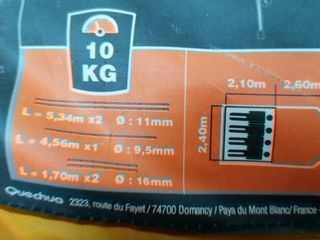 10
KG
2,10m 2,60m
L = 5,34m x2 Ø : 11mm
2,40m
L = 4,56m x1 Ø : 9,5mm
L = 1,70m x2 Ø : 16mm
Quechua 2323, route du Fayet / 74700 Domancy / Pays du Mont Blanc / France